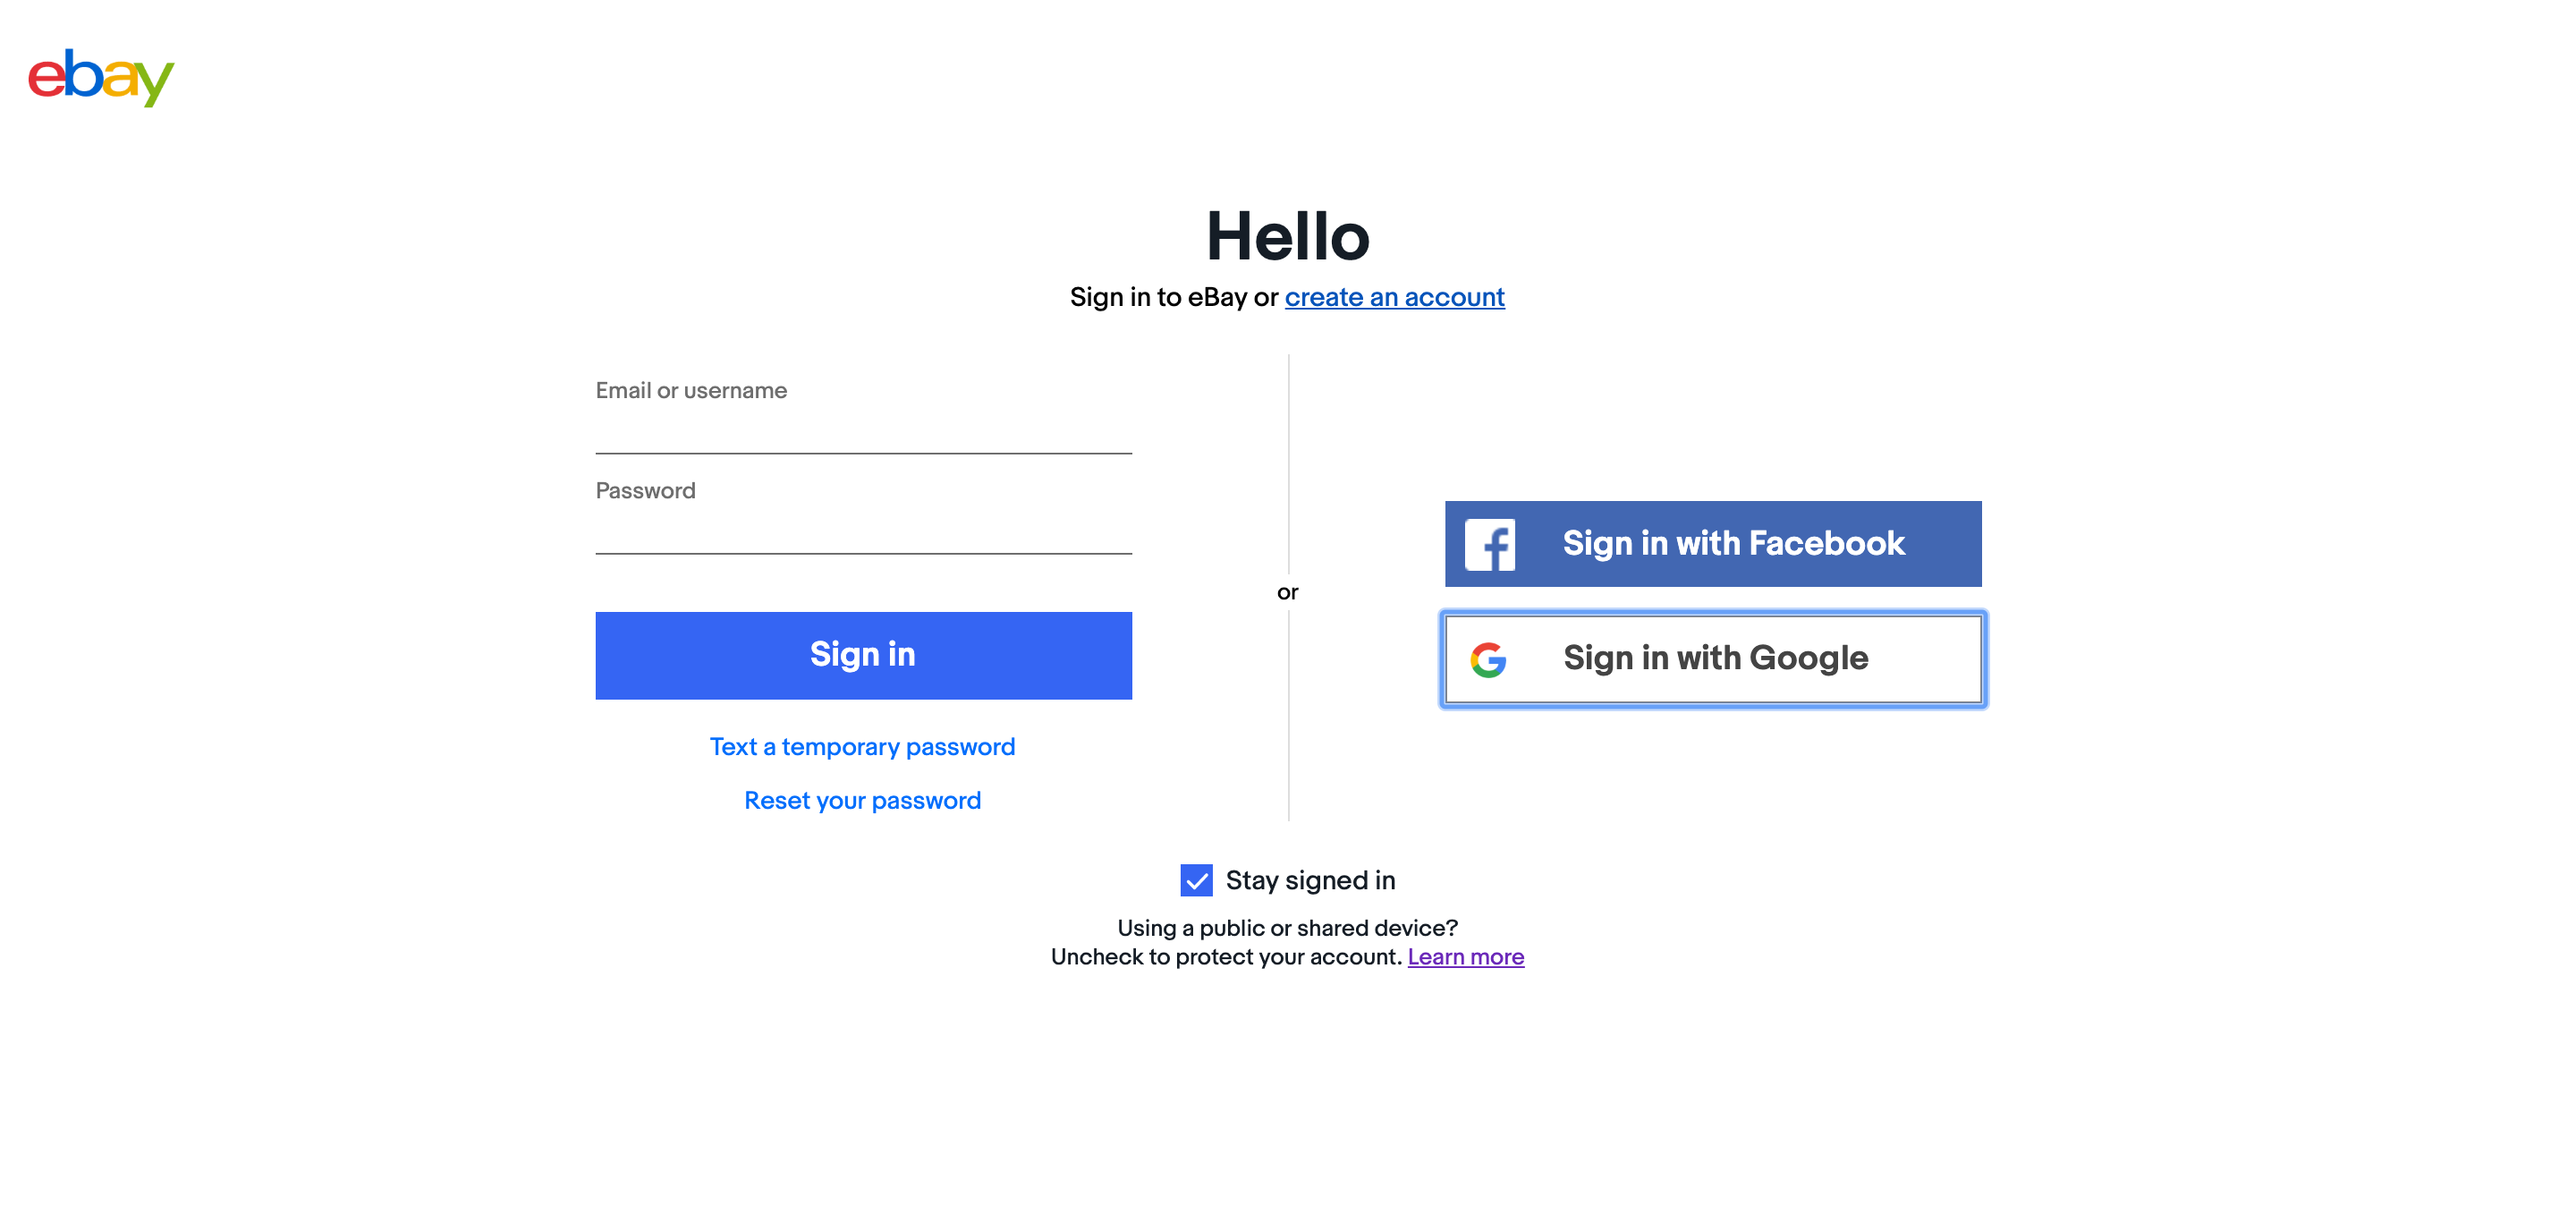 ebay
Hello
Sign in to eBay or create an account
Email or username
Password
Sign in
Text a temporary password
Reset your password
or
Sign in with Facebook
Sign in with Google
Stay signed in
Using a public or shared device?
Uncheck to protect your account. Learn more